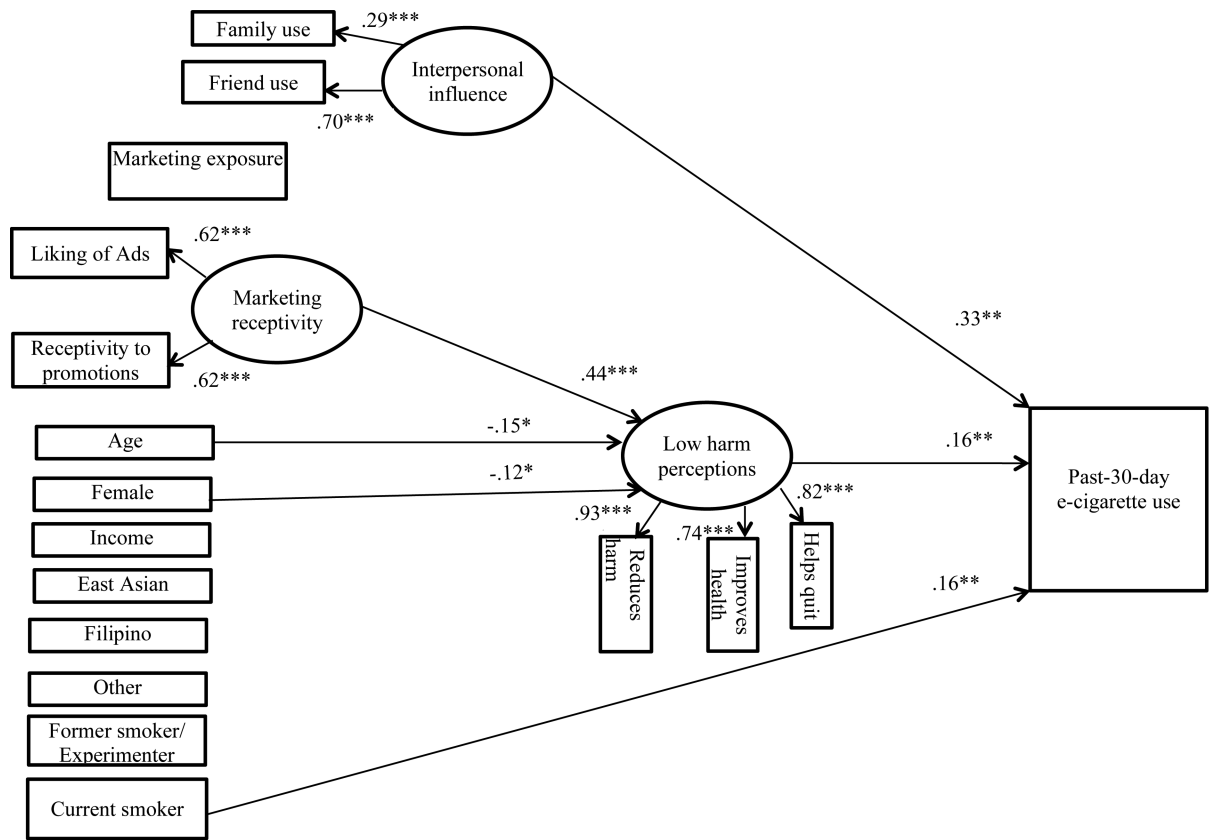 Family use
.29***
Interpersonal
influence
Friend use
.70***
Marketing exposure
.62***
Liking of Ads
Marketing
receptivity
.33**
Receptivity to
promotions
.62***
.44***
Age
-.15*
Low harm
perceptions
.16**
Female
-.12*
Past-30-day
e-cigarette use
.93***
.74***
.82***
Income
Reduces
harm
Improves
health
Helps quit
East Asian
.16**
Filipino
Other
Former smoker/
Experimenter
Current smoker